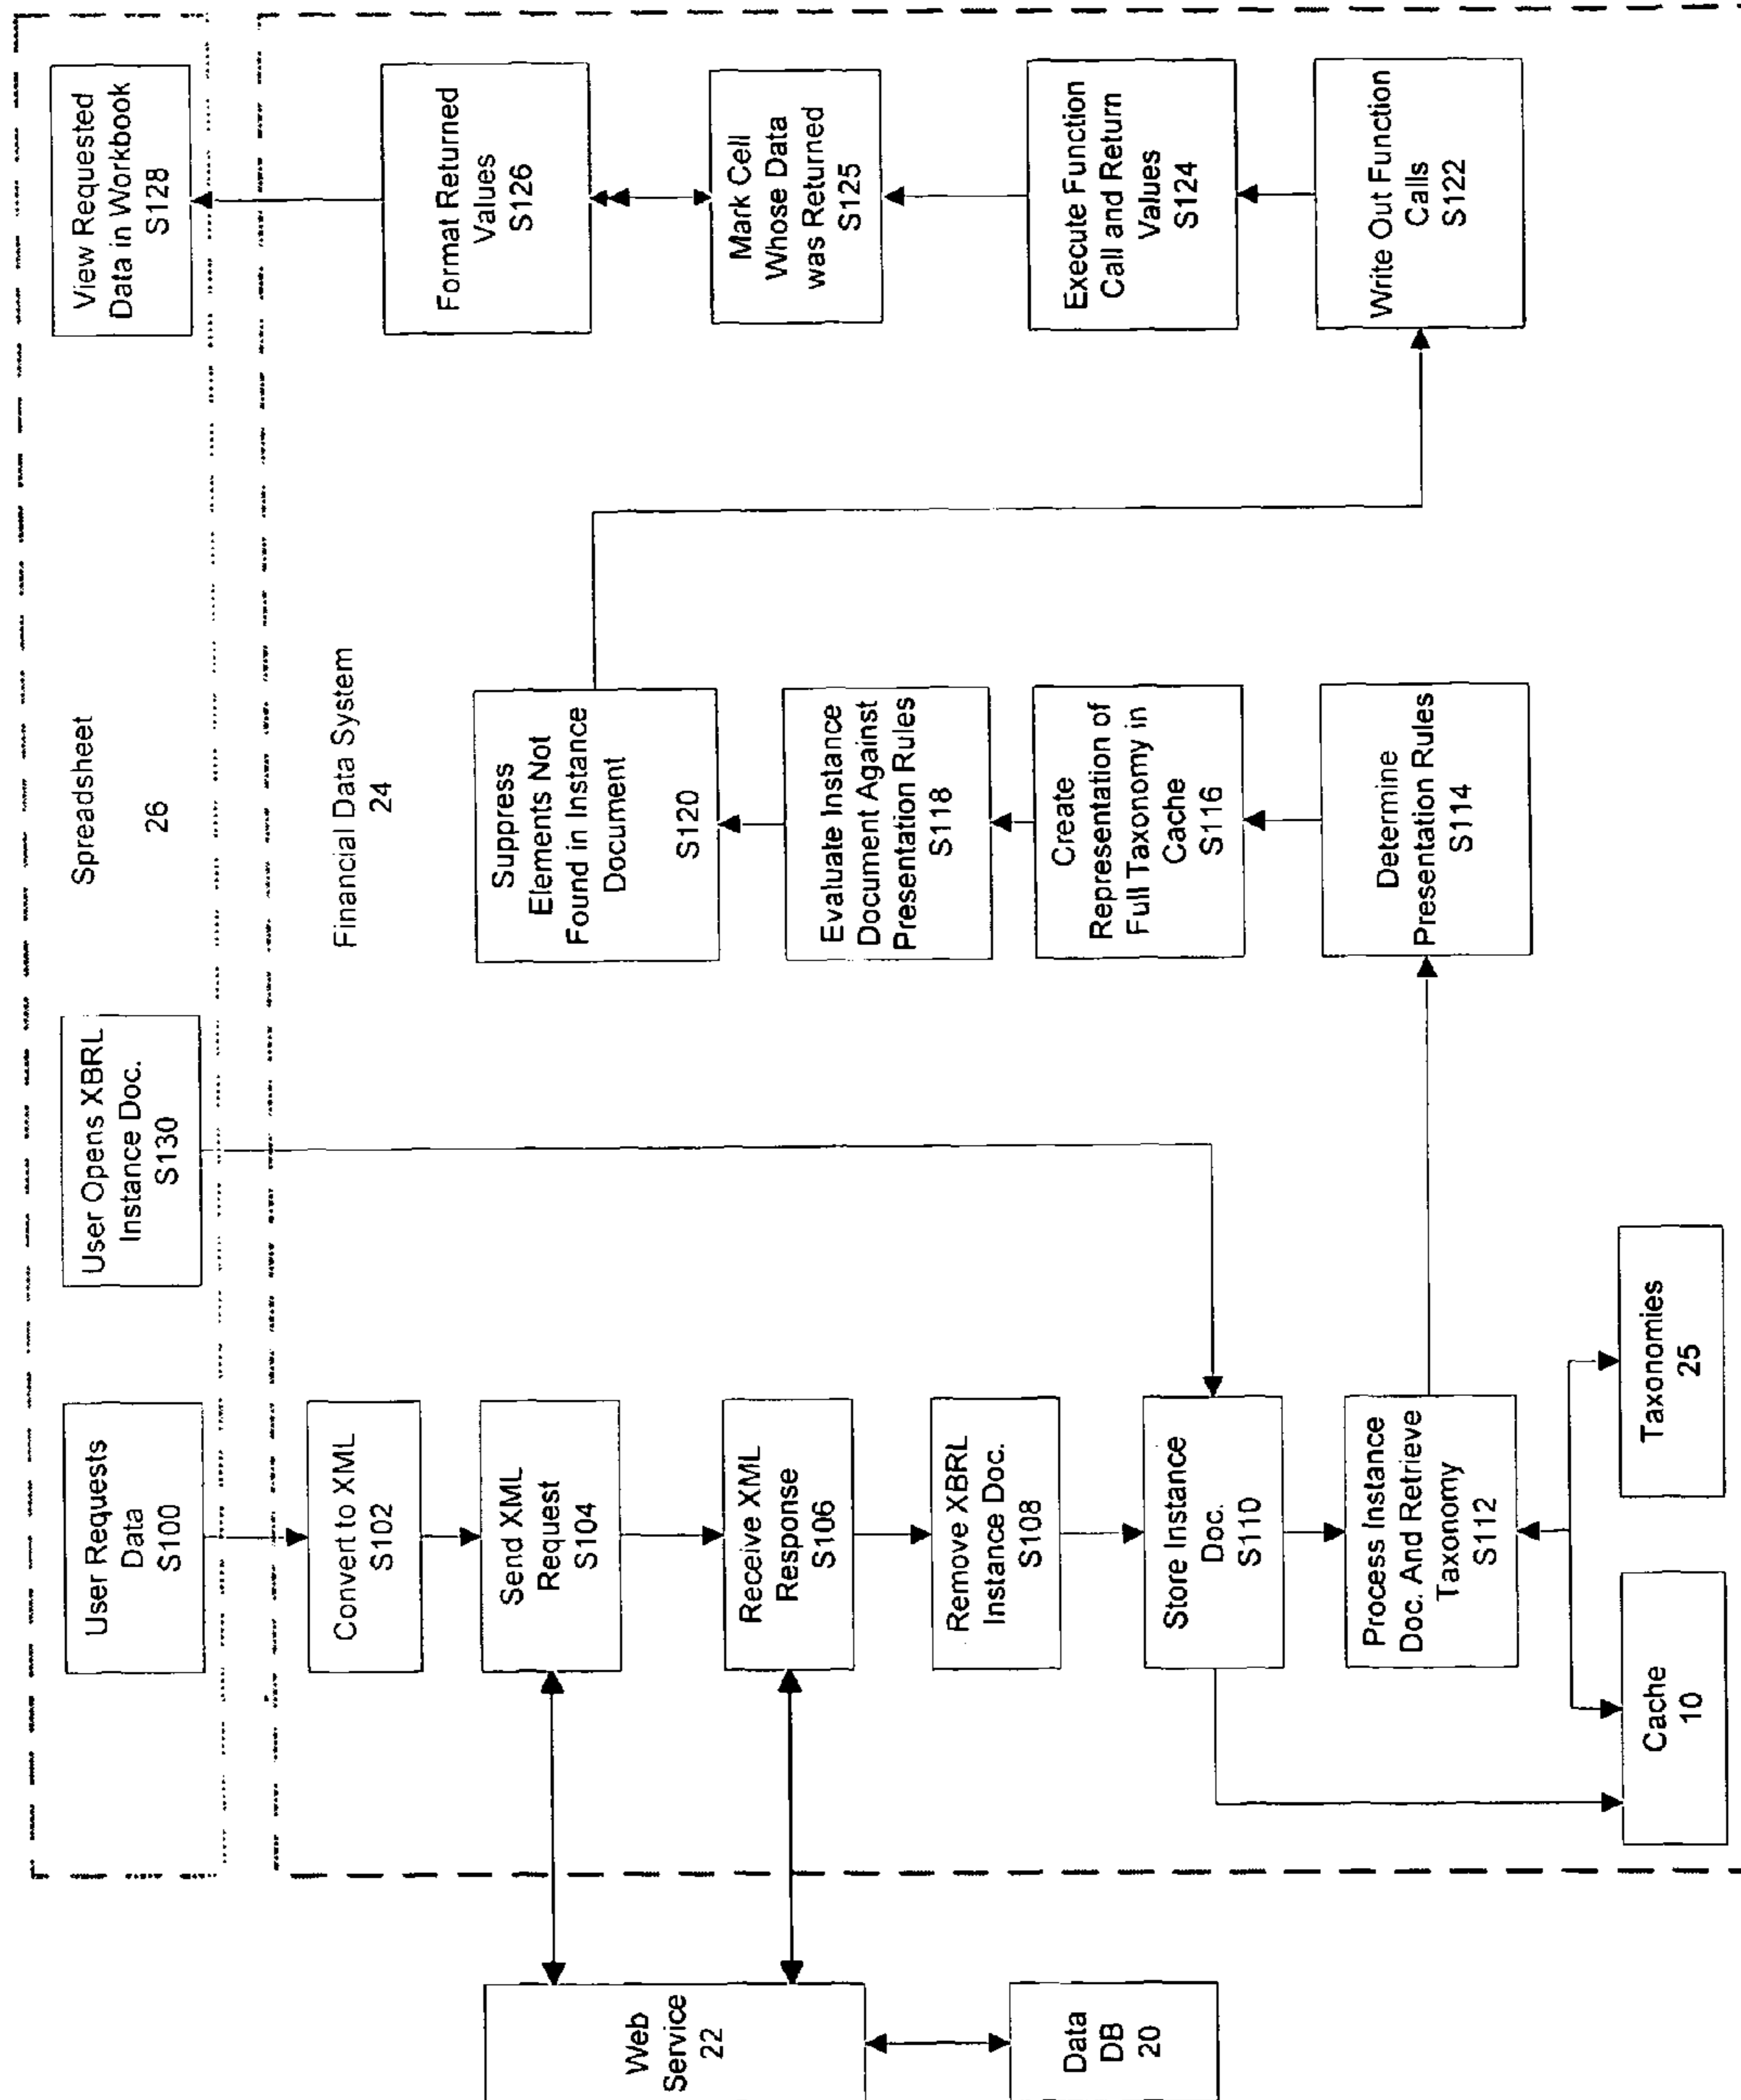 Spreadsheet
26
User Requests
Data
S100
User Opens XBRL
Instance Doc.
S130
View Requested
Data in Workbook
S128
Financial Data System
24
Convert to XML
S102
Send XML
Request
S104
Receive XML
Response
S106
Remove XBRL
Instance Doc.
S108
Store Instance
Doc.
S110
Process Instance
Doc. And Retrieve
Taxonomy
S112
Cache
10
Taxonomies
25
Web
Service
22
Data
DB
20
Suppress
Elements Not
Found in Instance
Document
S120
Evaluate Instance
Document Against
Presentation Rules
S118
Create
Representation of
Full Taxonomy in
Cache
S116
Determine
Presentation Rules
S114
Format Returned
Values
S126
Mark Cell
Whose Data
was Returned
S125
Execute Function
Call and Return
Values
S124
Write Out Function
Calls
S122